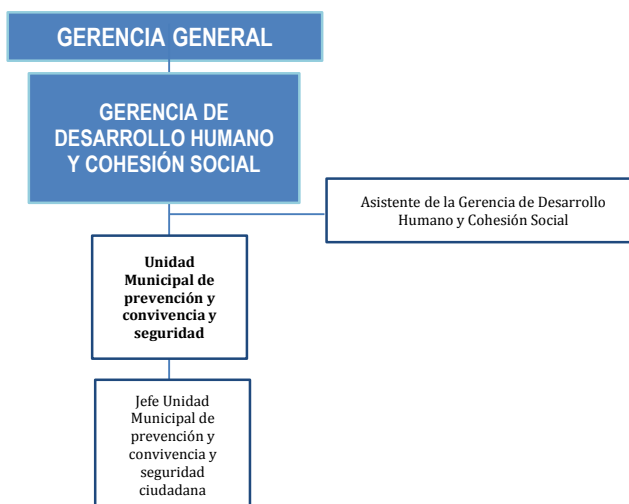 GERENCIA GENERAL
GERENCIA DE
DESARROLLO HUMANO
Y COHESIÓN SOCIAL
Asistente de la Gerencia de Desarrollo
Humano y Cohesión Social
Unidad
Municipal de
prevención y
convivencia y
seguridad
Jefe Unidad
Municipal de
prevención y
convivencia y
seguridad
ciudadana